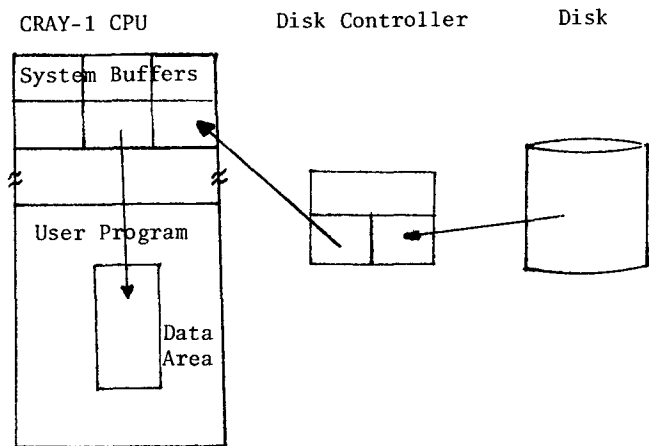 CRAY-1 CPU
Disk Controller
Disk
System Buffers
User Program
Data
Area